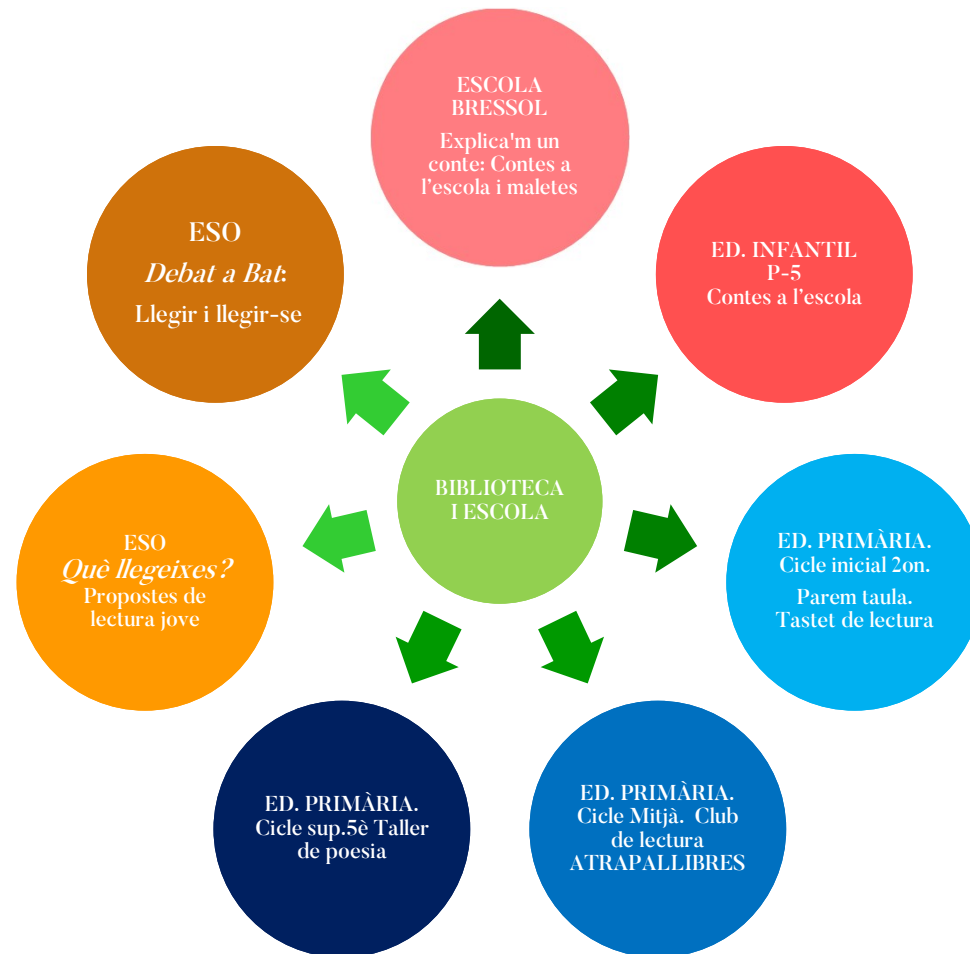 ESCOLA
BRESSOL
Explica'm un
conte: Contes a
l'escola i maletes
ED. INFANTIL
P-5
Contes a l'escola
ED. PRIMÀRIA.
Cicle inicial 2on.
Parem taula.
Tastet de lectura
ED. PRIMÀRIA.
Cicle Mitjà. Club
de lectura
ATRAPALLIBRES
ED. PRIMÀRIA.
Cicle sup.5è Taller
de poesia
ESO
Què llegeixes?
Propostes de
lectura jove
ESO
Debat a Bat:
Llegir i llegir-se
BIBLIOTECA
I ESCOLA